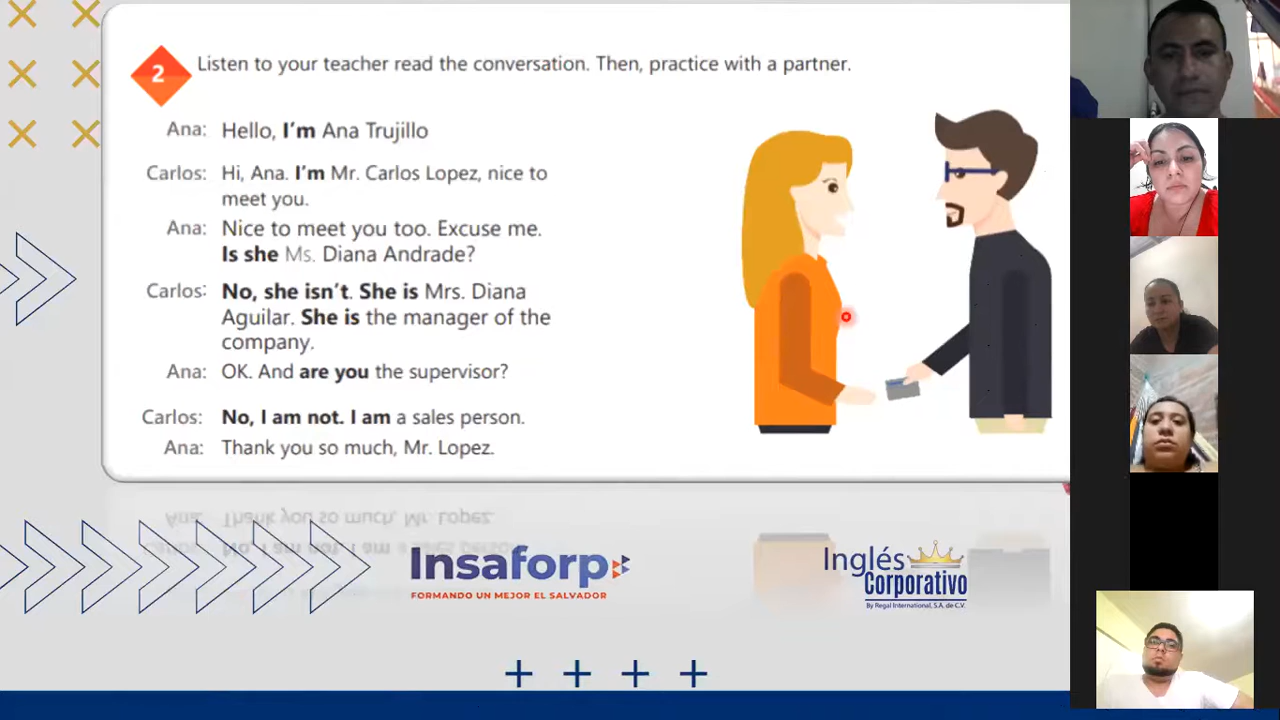 2
Listen to your teacher read the conversation. Then, practice with a partner.
Ana: Hello, I'm Ana Trujillo
Carlos: Hi, Ana. I'm Mr. Carlos Lopez, nice to
meet you.
Ana: Nice to meet you too. Excuse me.
Is she Ms. Diana Andrade?
Carlos: No, she isn't. She is Mrs. Diana
Aguilar. She is the manager of the
company.
Ana: OK. And are you the supervisor?
Carlos: No, I am not. I am a sales person.
Ana: Thank you so much, Mr. Lopez.
Insaforp
FORMANDO UN MEJOR EL SALVADOR
Inglés
Corporativo
By Regal International, S.A. de C.V.